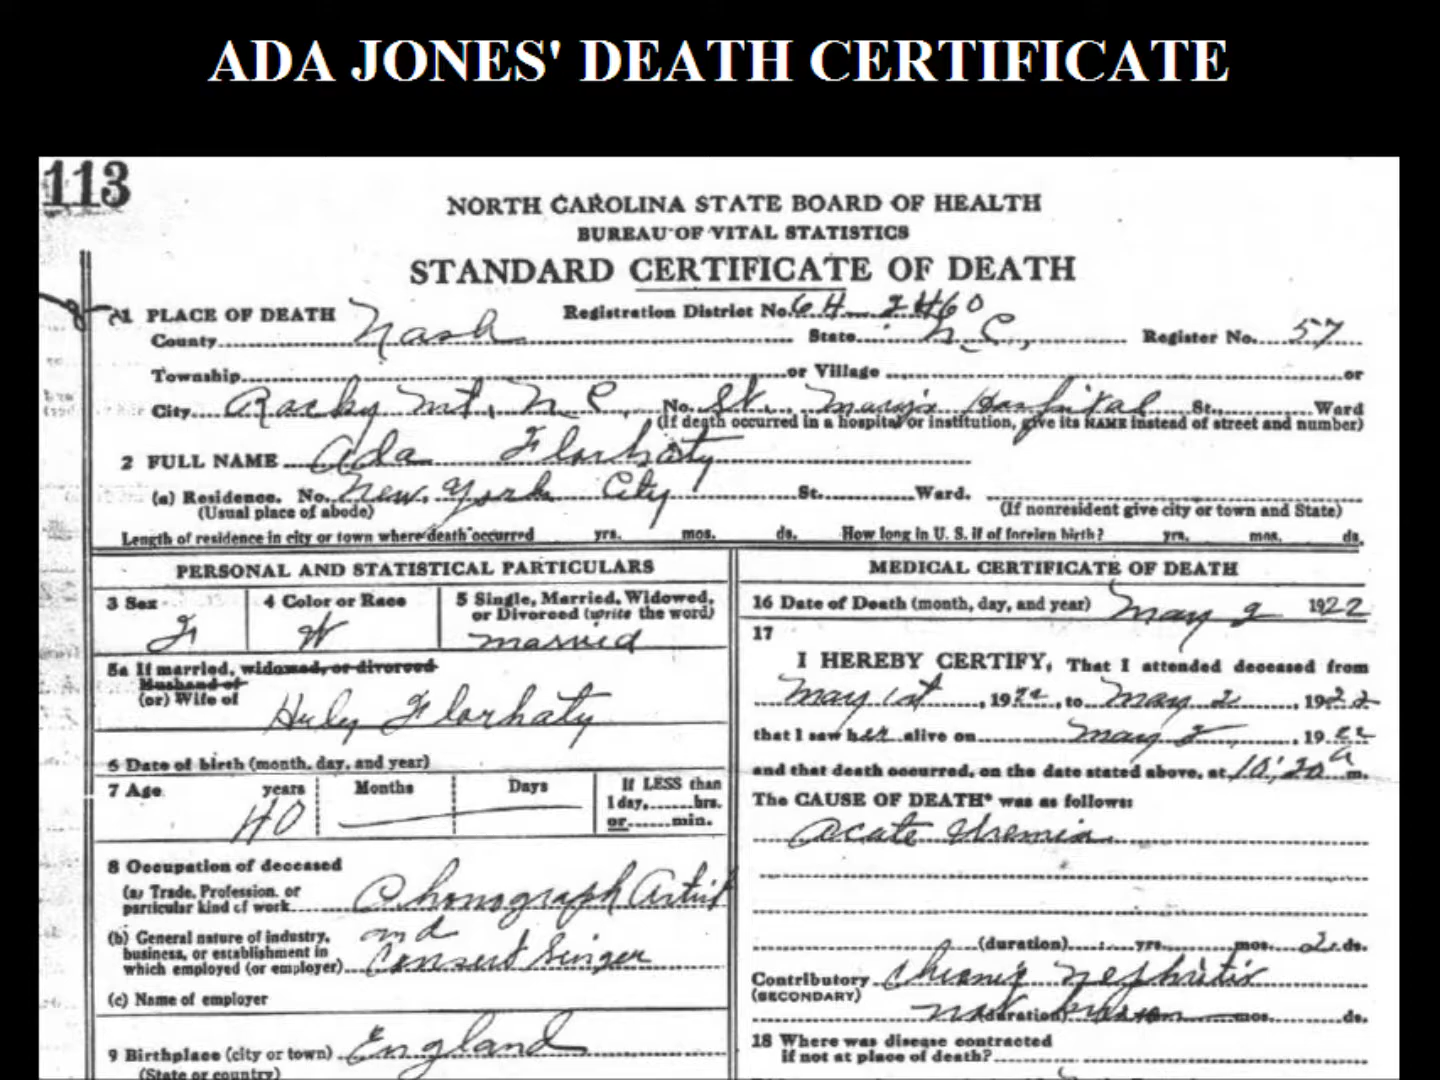 ADA JONES' DEATH CERTIFICATE
113
NORTH CAROLINA STATE BOARD OF HEALTH
BUREAU OF VITAL STATISTICS
STANDARD CERTIFICATE OF DEATH
1 PLACE OF DEATH Registration District No. 64-2460
County Nash State N.C., Register No. 57
Township or Village or
City Rocky Mt, N.C., No. St. Mary's Hospital St. Ward
(If death occurred in a hospital or institution, give its NAME instead of street and number)
2 FULL NAME Ada Florhaty
(a) Residence. No. New York City St. Ward.
(Usual place of abode) (If nonresident give city or town and State)
Length of residence in city or town where death occurred yrs. mos. ds. How long in U. S. if of foreign birth? yrs. mos. ds.
PERSONAL AND STATISTICAL PARTICULARS
3 Sex 4 Color or Race 5 Single, Married, Widowed,
or Divorced (write the word)
F W married
5a If married, widowed, or divorced
Husband of
(or) Wife of Huly Florhaty
6 Date of birth (month, day, and year)
7 Age years Months Days If LESS than
1 day, hrs.
40 or min.
8 Occupation of deceased
(a) Trade, Profession, or
particular kind of work Phonograph Artist
(b) General nature of industry, and
business, or establishment in
which employed (or employer) Consert Singer
(c) Name of employer
9 Birthplace (city or town) England
(State or country)
MEDICAL CERTIFICATE OF DEATH
16 Date of Death (month, day, and year) May 2 1922
17
I HEREBY CERTIFY, That I attended deceased from
May 1st, 1922, to May 2, 1922
that I saw her alive on May 2, 1922
and that death occurred, on the date stated above, at 10:20 a m.
The CAUSE OF DEATH* was as follows:
Acute Uremia
(duration) yrs. mos. 2 ds.
Contributory Chronic nephritis
(SECONDARY)
not known (duration) mos. ds.
18 Where was disease contracted
if not at place of death?